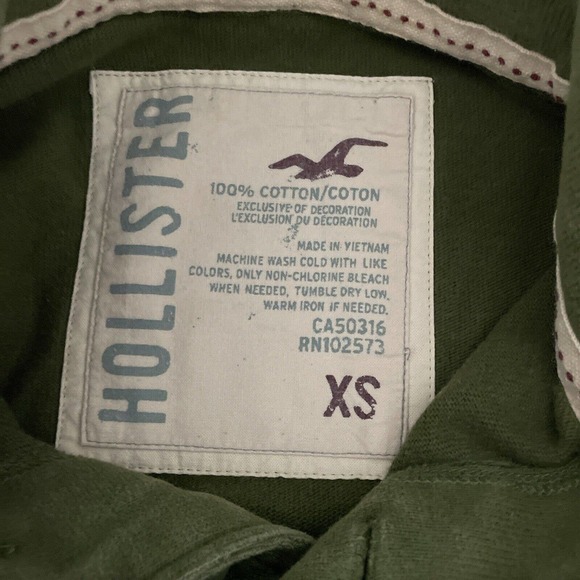 HOLLISTER
100% COTTON/COTON
EXCLUSIVE OF DECORATION
L'EXCLUSION DU DÉCORATION
MADE IN VIETNAM
MACHINE WASH COLD WITH LIKE
COLORS, ONLY NON-CHLORINE BLEACH
WHEN NEEDED, TUMBLE DRY LOW.
WARM IRON IF NEEDED.
CA50316
RN102573
XS